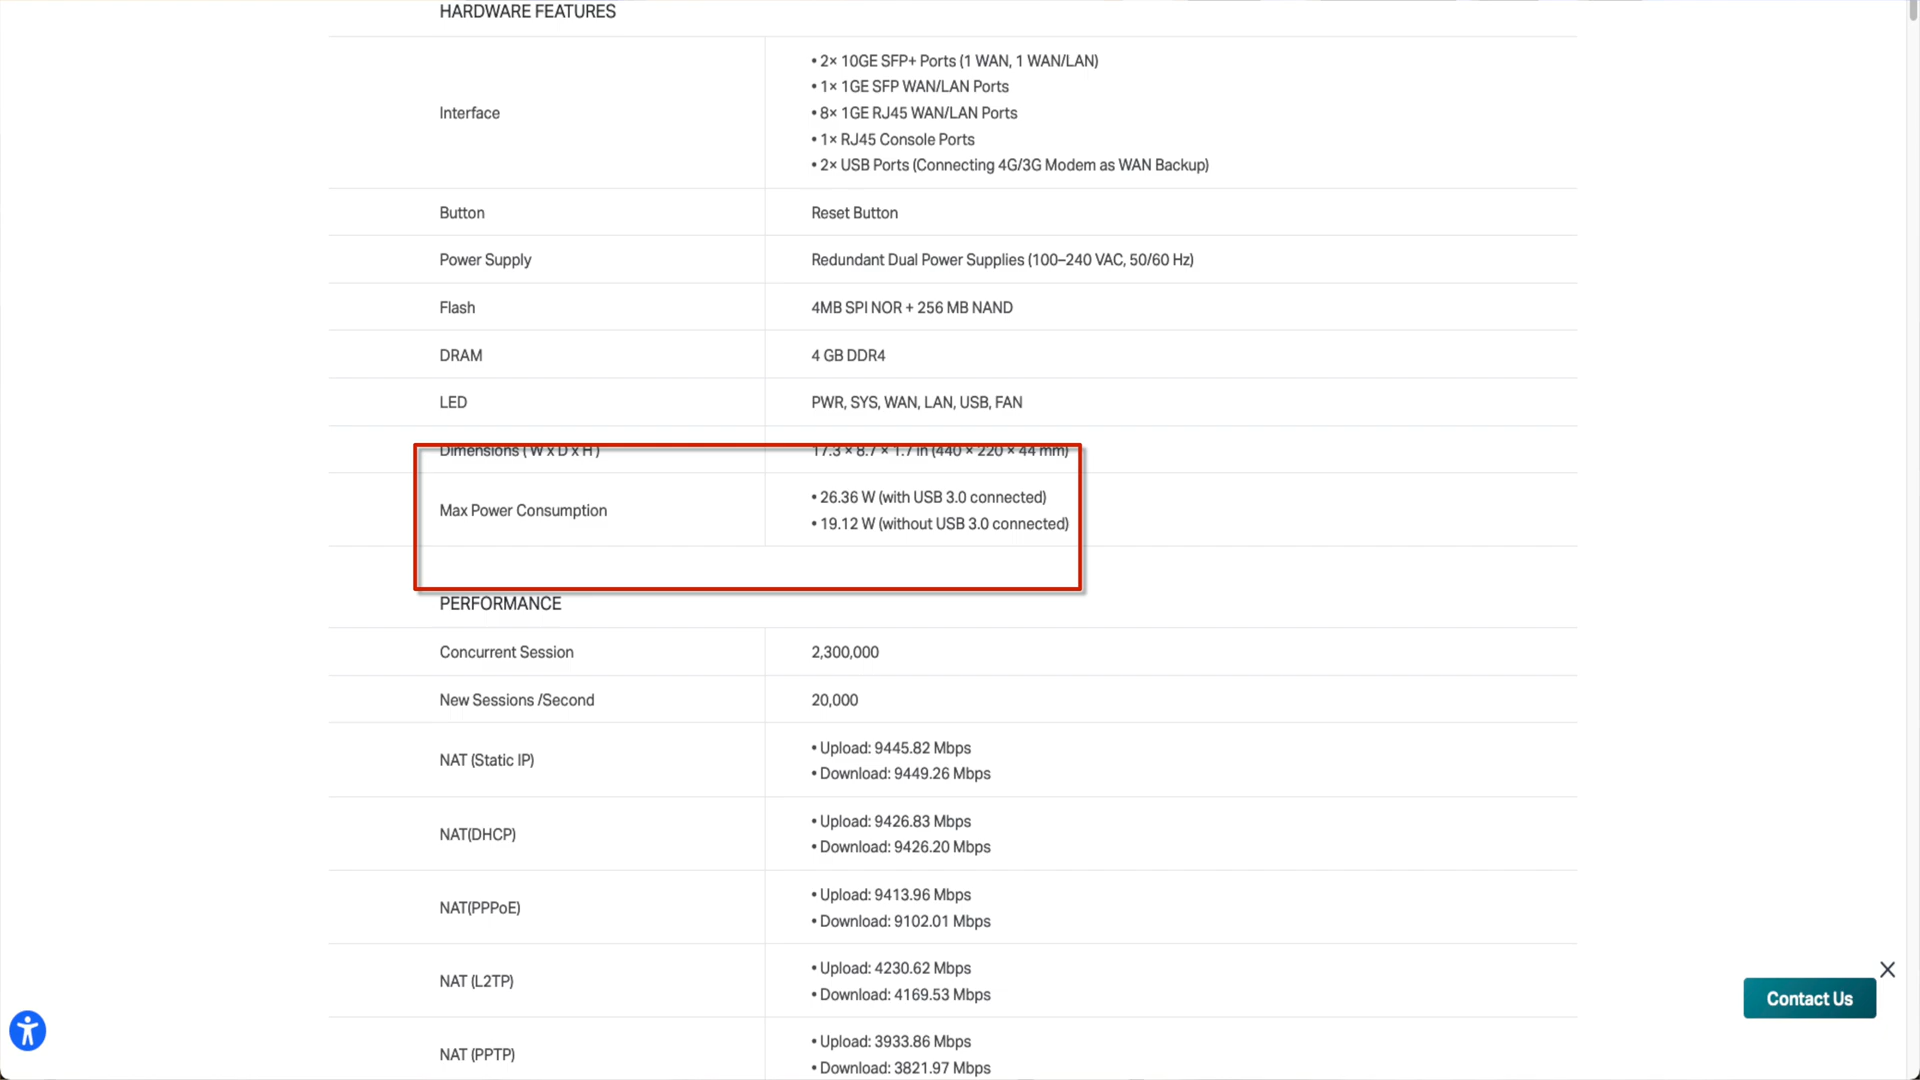 HARDWARE FEATURES
Interface
• 2× 10GE SFP+ Ports (1 WAN, 1 WAN/LAN)
• 1× 1GE SFP WAN/LAN Ports
• 8× 1GE RJ45 WAN/LAN Ports
• 1× RJ45 Console Ports
• 2× USB Ports (Connecting 4G/3G Modem as WAN Backup)
Button
Reset Button
Power Supply
Redundant Dual Power Supplies (100–240 VAC, 50/60 Hz)
Flash
4MB SPI NOR + 256 MB NAND
DRAM
4 GB DDR4
LED
PWR, SYS, WAN, LAN, USB, FAN
Dimensions ( W x D x H )
17.3 × 8.7 × 1.7 in (440 × 220 × 44 mm)
Max Power Consumption
• 26.36 W (with USB 3.0 connected)
• 19.12 W (without USB 3.0 connected)
PERFORMANCE
Concurrent Session
2,300,000
New Sessions /Second
20,000
NAT (Static IP)
• Upload: 9445.82 Mbps
• Download: 9449.26 Mbps
NAT(DHCP)
• Upload: 9426.83 Mbps
• Download: 9426.20 Mbps
NAT(PPPoE)
• Upload: 9413.96 Mbps
• Download: 9102.01 Mbps
NAT (L2TP)
• Upload: 4230.62 Mbps
• Download: 4169.53 Mbps
NAT (PPTP)
• Upload: 3933.86 Mbps
• Download: 3821.97 Mbps
Contact Us